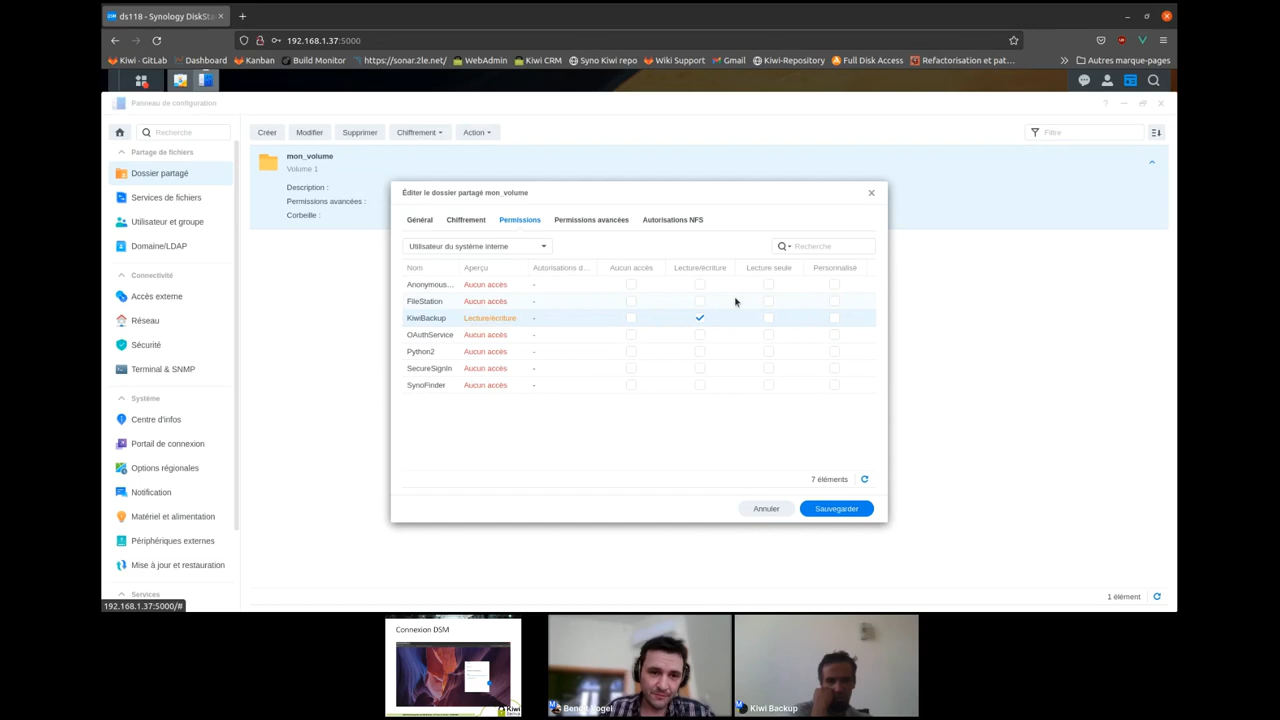 ds118 - Synology DiskSta
192.168.1.37:5000
Kiwi · GitLab Dashboard Kanban Build Monitor https://sonar.2le.net/ WebAdmin Kiwi CRM Syno Kiwi repo Wiki Support Gmail Kiwi-Repository Full Disk Access Refactorisation et pat… Autres marque-pages
Panneau de configuration
Recherche
Créer Modifier Supprimer Chiffrement Action
Filtre
Partage de fichiers
Dossier partagé
Services de fichiers
Utilisateur et groupe
Domaine/LDAP
Connectivité
Accès externe
Réseau
Sécurité
Terminal & SNMP
Système
Centre d'infos
Portail de connexion
Options régionales
Notification
Matériel et alimentation
Périphériques externes
Mise à jour et restauration
Services
192.168.1.37:5000/#
mon_volume
Volume 1
Description :
Permissions avancées :
Corbeille :
Éditer le dossier partagé mon_volume
Général Chiffrement Permissions Permissions avancées Autorisations NFS
Utilisateur du système interne
Recherche
Nom Aperçu Autorisations d… Aucun accès Lecture/écriture Lecture seule Personnalisé
Anonymous… Aucun accès -
FileStation Aucun accès -
KiwiBackup Lecture/écriture -
OAuthService Aucun accès -
Python2 Aucun accès -
SecureSignIn Aucun accès -
SynoFinder Aucun accès -
7 éléments
Annuler Sauvegarder
1 élément
Connexion DSM
Kiwi
Benoit Vogel
Kiwi Backup